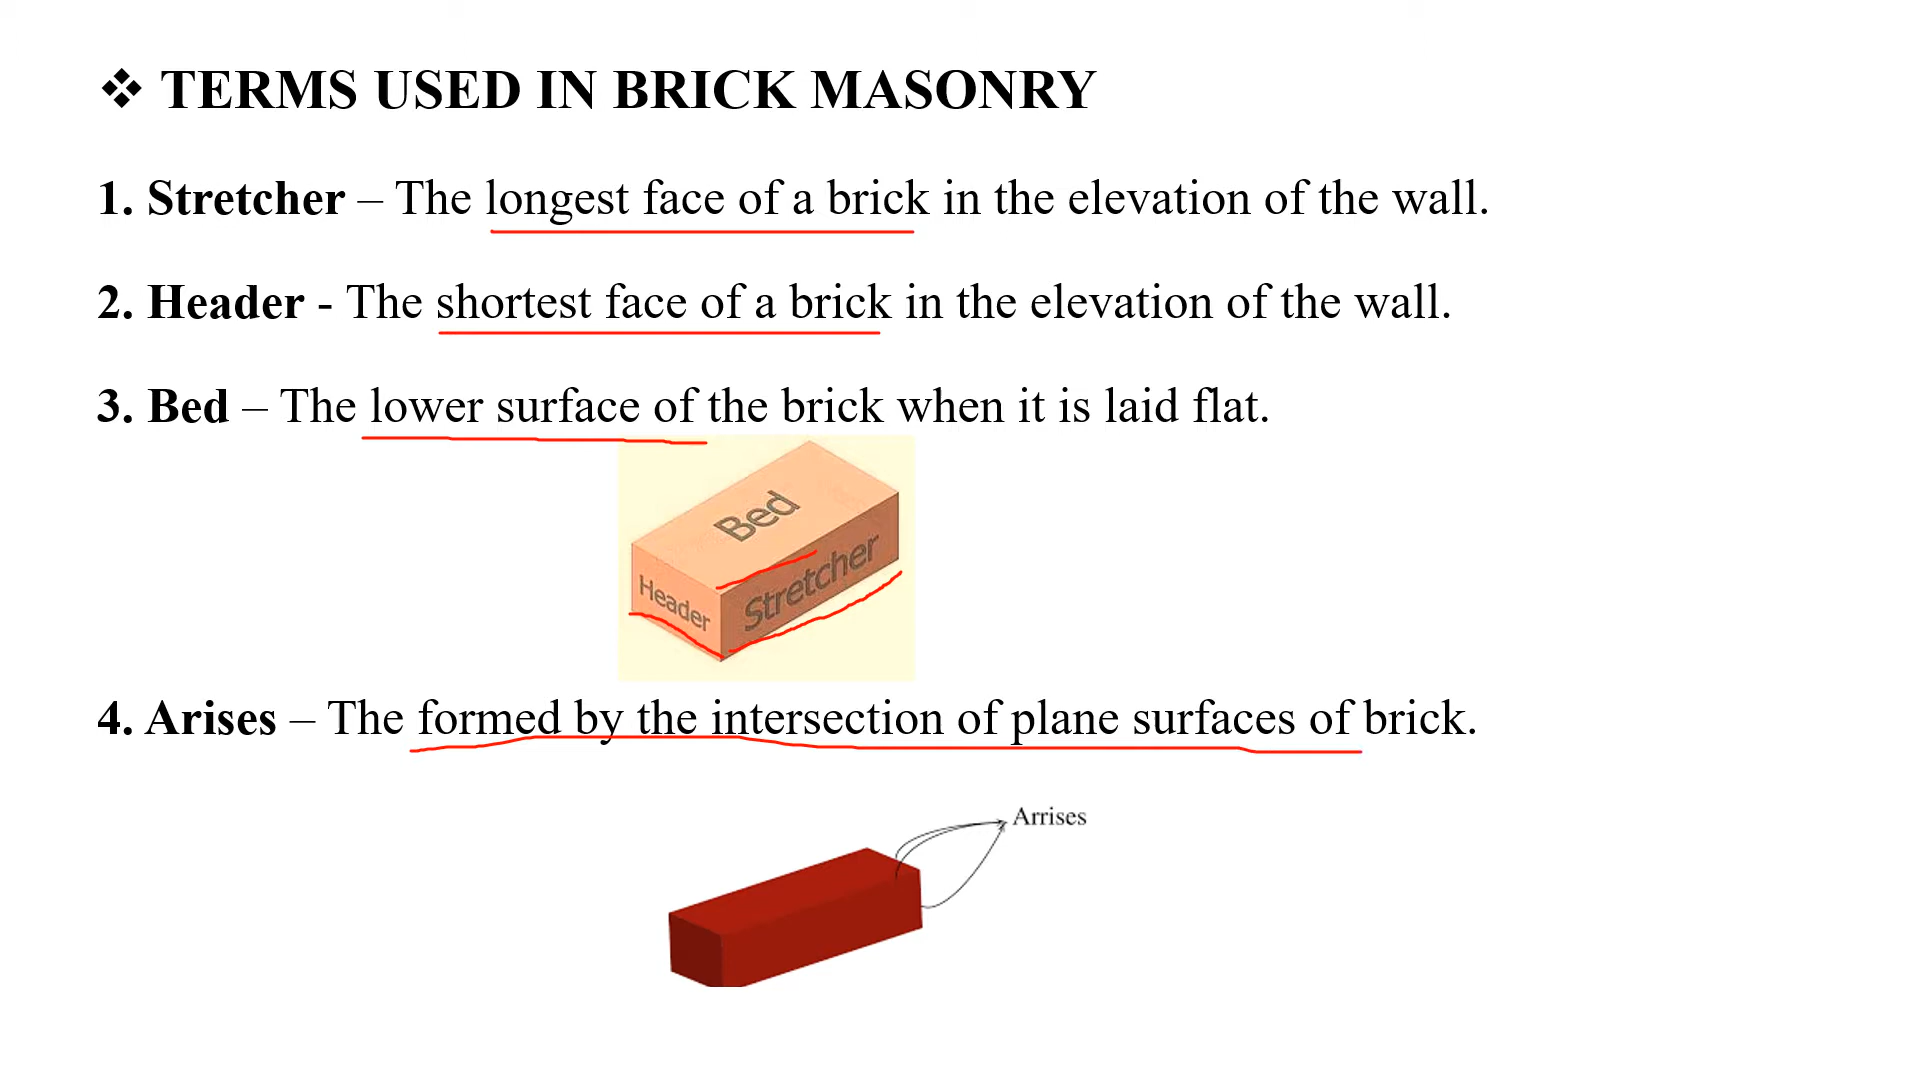 ❖ TERMS USED IN BRICK MASONRY
1. Stretcher – The longest face of a brick in the elevation of the wall.
2. Header - The shortest face of a brick in the elevation of the wall.
3. Bed – The lower surface of the brick when it is laid flat.
Bed
Header
Stretcher
4. Arises – The formed by the intersection of plane surfaces of brick.
Arrises